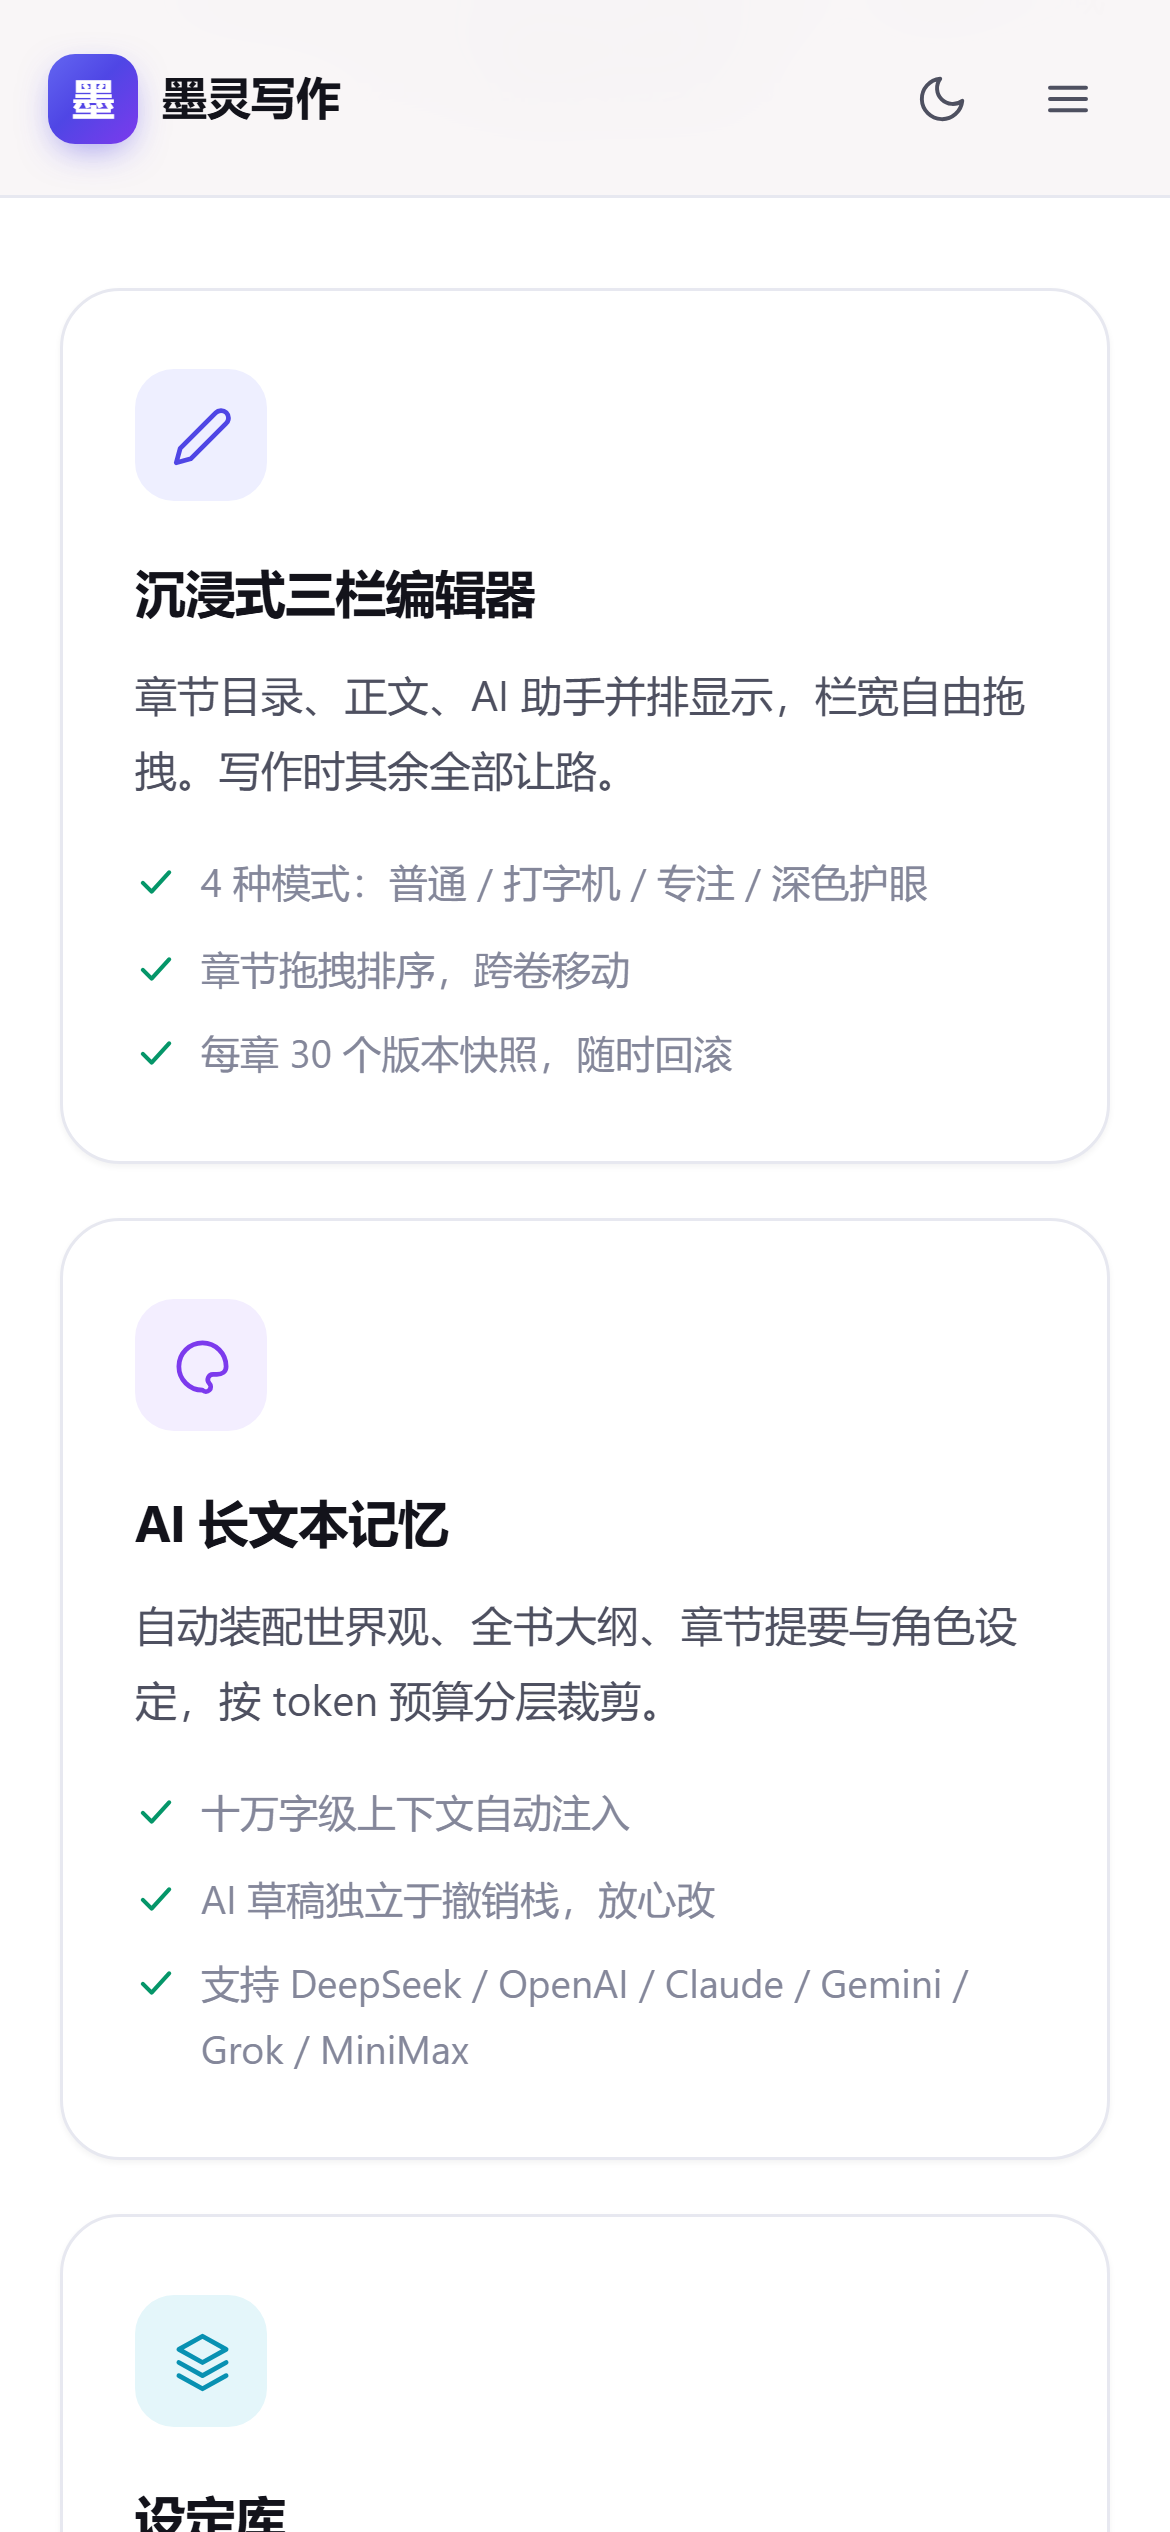 墨 墨灵写作
沉浸式三栏编辑器
章节目录、正文、AI 助手并排显示，栏宽自由拖
拽。写作时其余全部让路。
4 种模式：普通 / 打字机 / 专注 / 深色护眼
章节拖拽排序，跨卷移动
每章 30 个版本快照，随时回滚
AI 长文本记忆
自动装配世界观、全书大纲、章节提要与角色设
定，按 token 预算分层裁剪。
十万字级上下文自动注入
AI 草稿独立于撤销栈，放心改
支持 DeepSeek / OpenAI / Claude / Gemini /
Grok / MiniMax
设定库